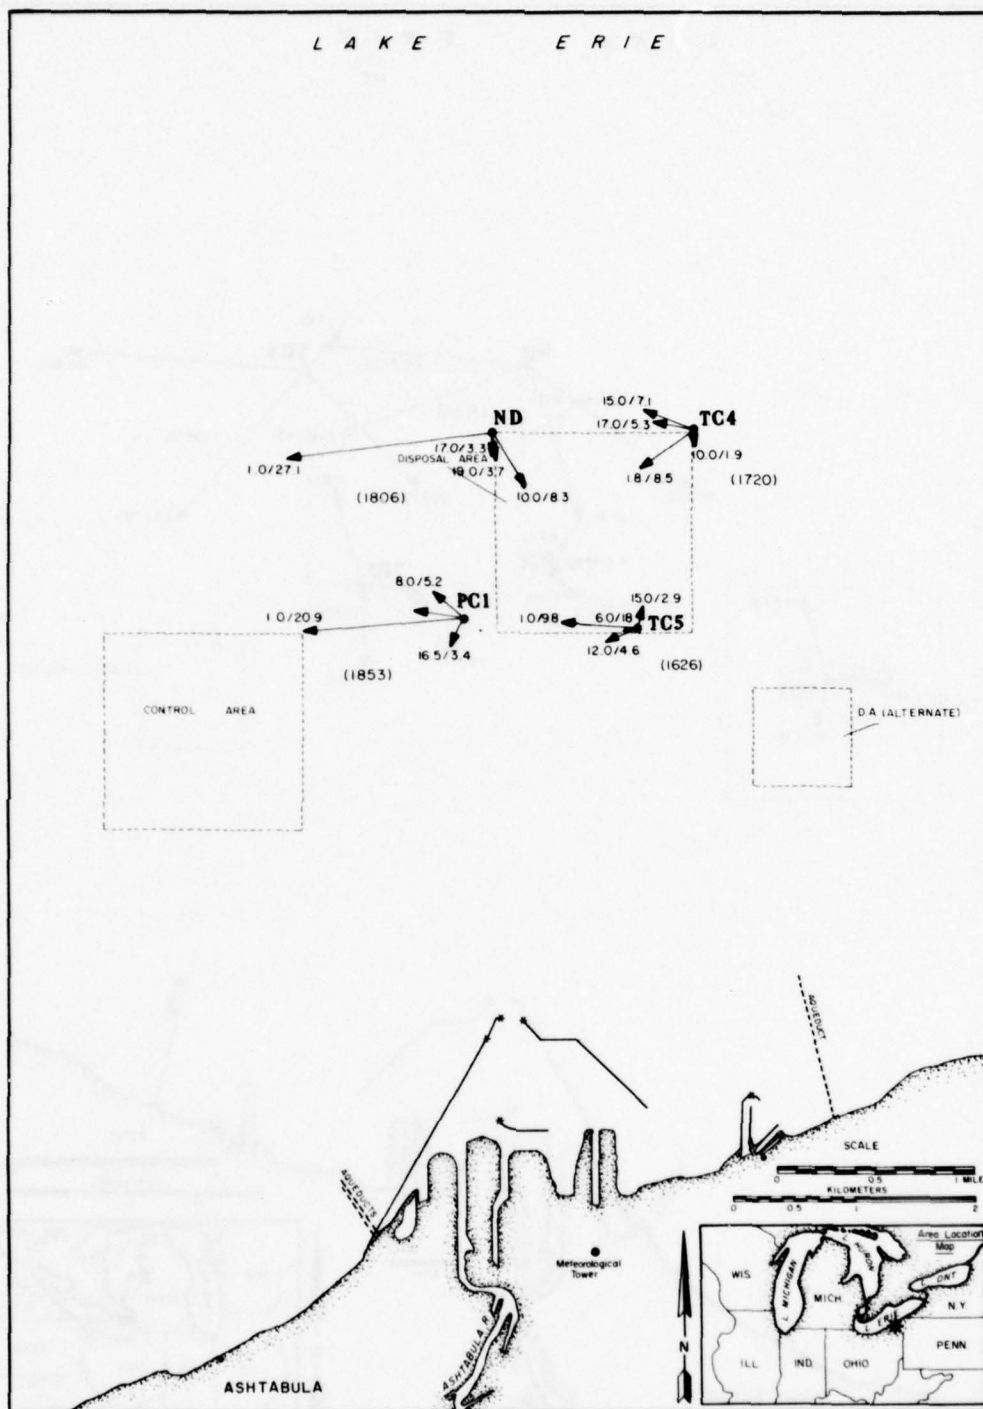 LAKE ERIE
15.0/7.1
ND
17.0/5.3
TC4
17.0/3.3
10.0/1.9
DISPOSAL AREA
1.0/27.1
19.0/3.7
1.8/8.5
(1720)
(1806)
10.0/8.3
8.0/5.2
PC1
15.0/2.9
1.0/20.9
1.0/9.8
6.0/18
TC5
16.5/3.4
12.0/4.6
(1853)
(1626)
CONTROL AREA
D.A. (ALTERNATE)
AQUEDUCT
SCALE
0 0.5 1 MILE
KILOMETERS
0 0.5 1 2
AQUEDUCTS
Meteorological
Tower
Area Location
Map
WIS.
L. MICHIGAN
L. HURON
MICH.
ONT
N.Y.
L. ERIE
PENN.
ILL.
IND.
OHIO
N
ASHTABULA R.
ASHTABULA